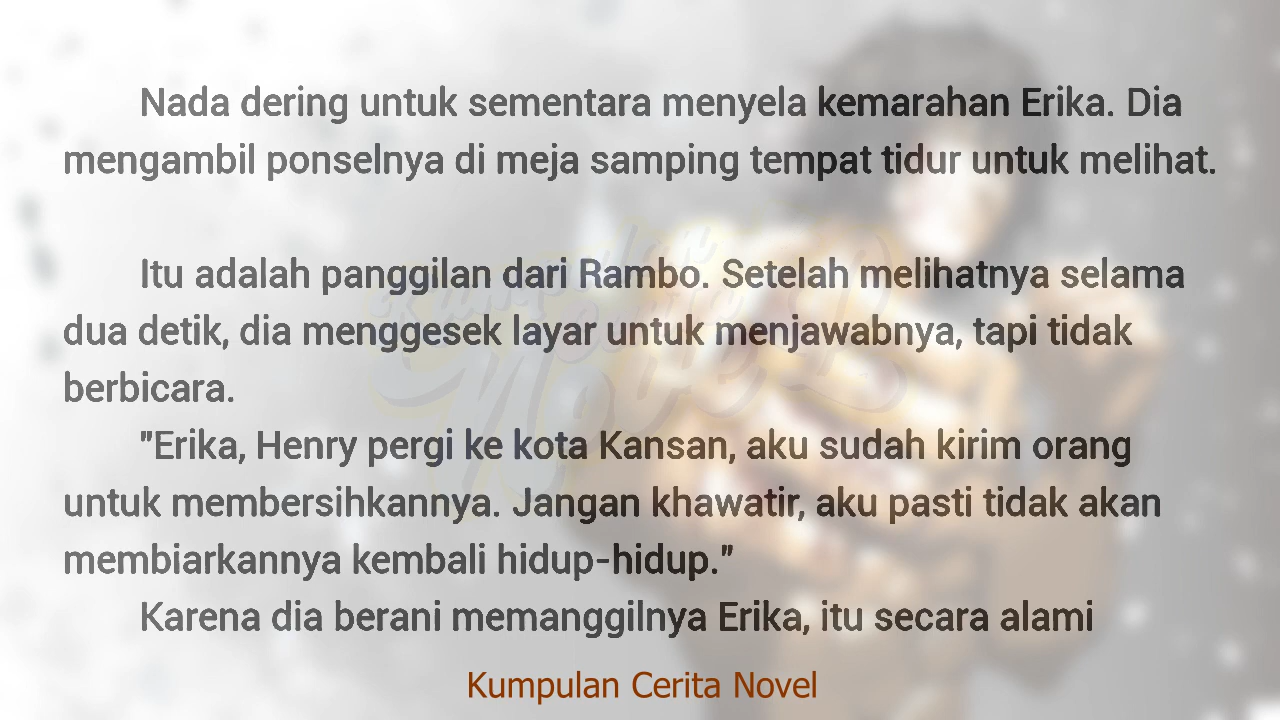 Nada dering untuk sementara menyela kemarahan Erika. Dia
mengambil ponselnya di meja samping tempat tidur untuk melihat.
Itu adalah panggilan dari Rambo. Setelah melihatnya selama
dua detik, dia menggesek layar untuk menjawabnya, tapi tidak
berbicara.
"Erika, Henry pergi ke kota Kansan, aku sudah kirim orang
untuk membersihkannya. Jangan khawatir, aku pasti tidak akan
membiarkannya kembali hidup-hidup."
Karena dia berani memanggilnya Erika, itu secara alami
Kumpulan Cerita Novel